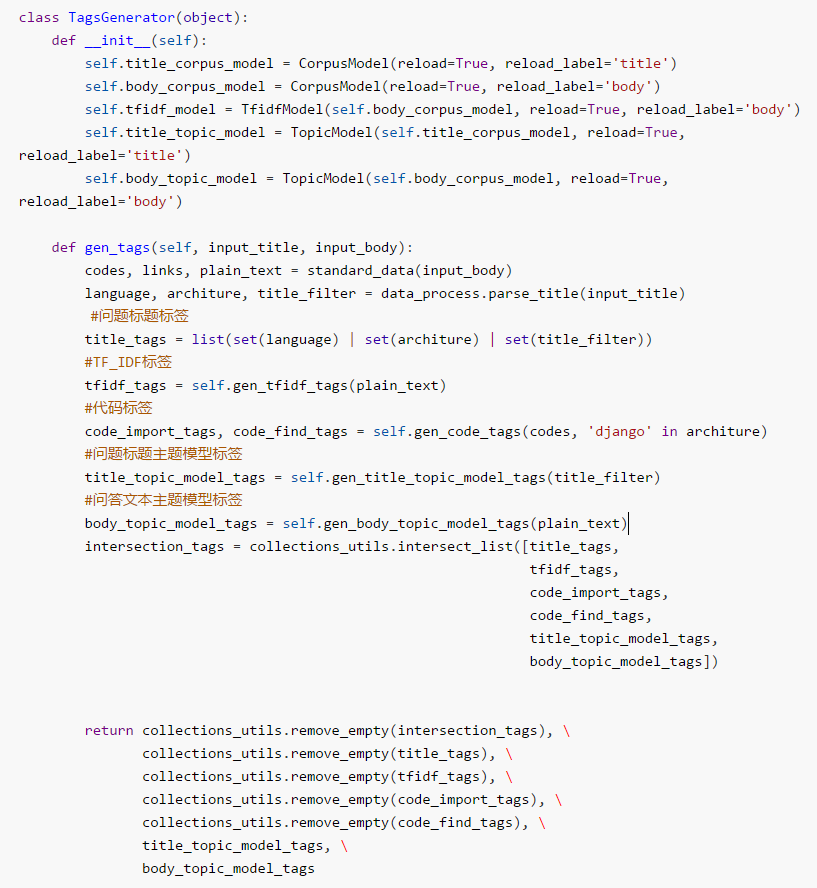 class TagsGenerator(object):
    def __init__(self):
        self.title_corpus_model = CorpusModel(reload=True, reload_label='title')
        self.body_corpus_model = CorpusModel(reload=True, reload_label='body')
        self.tfidf_model = TfidfModel(self.body_corpus_model, reload=True, reload_label='body')
        self.title_topic_model = TopicModel(self.title_corpus_model, reload=True,
reload_label='title')
        self.body_topic_model = TopicModel(self.body_corpus_model, reload=True,
reload_label='body')
    def gen_tags(self, input_title, input_body):
        codes, links, plain_text = standard_data(input_body)
        language, architure, title_filter = data_process.parse_title(input_title)
         #问题标题标签
        title_tags = list(set(language) | set(architure) | set(title_filter))
        #TF_IDF标签
        tfidf_tags = self.gen_tfidf_tags(plain_text)
        #代码标签
        code_import_tags, code_find_tags = self.gen_code_tags(codes, 'django' in architure)
        #问题标题主题模型标签
        title_topic_model_tags = self.gen_title_topic_model_tags(title_filter)
        #问答文本主题模型标签
        body_topic_model_tags = self.gen_body_topic_model_tags(plain_text)
        intersection_tags = collections_utils.intersect_list([title_tags,
                                                              tfidf_tags,
                                                              code_import_tags,
                                                              code_find_tags,
                                                              title_topic_model_tags,
                                                              body_topic_model_tags])
        return collections_utils.remove_empty(intersection_tags), \
               collections_utils.remove_empty(title_tags), \
               collections_utils.remove_empty(tfidf_tags), \
               collections_utils.remove_empty(code_import_tags), \
               collections_utils.remove_empty(code_find_tags), \
               title_topic_model_tags, \
               body_topic_model_tags